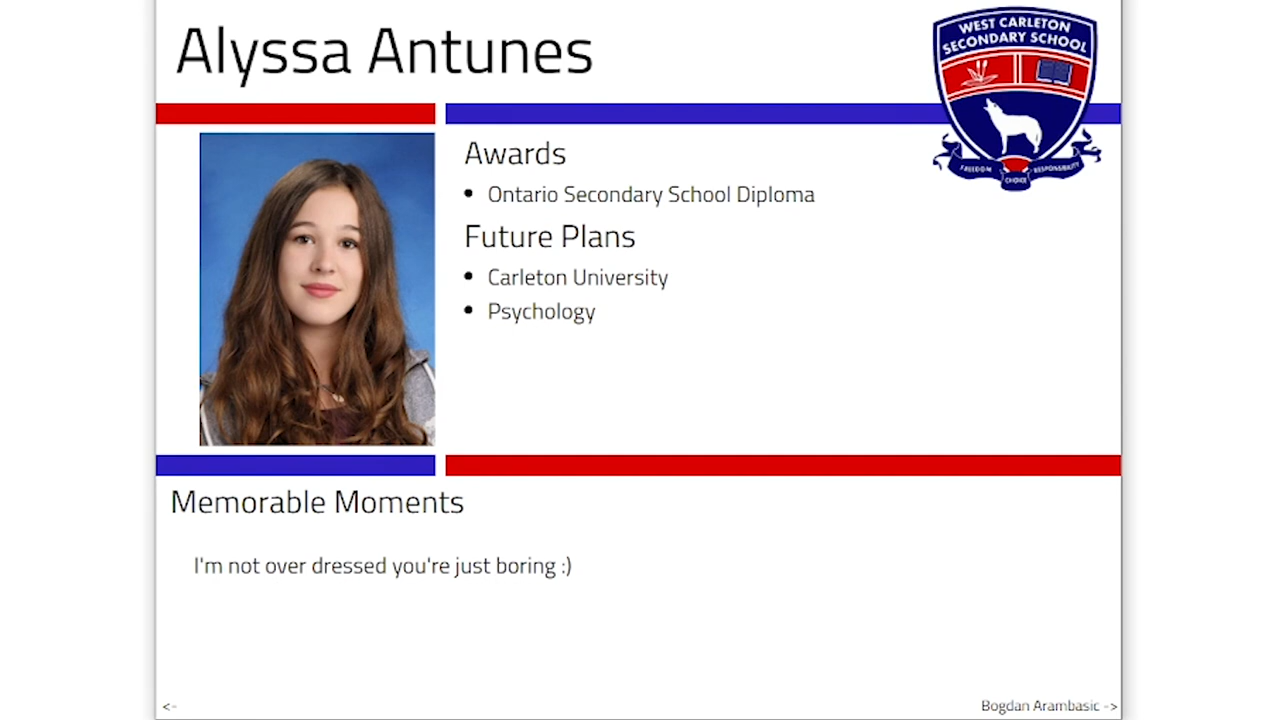 Alyssa Antunes
WEST CARLETON
SECONDARY SCHOOL
FREEDOM
CHOICE
RESPONSIBILITY
Awards
• Ontario Secondary School Diploma
Future Plans
• Carleton University
• Psychology
Memorable Moments
I'm not over dressed you're just boring :)
<-
Bogdan Arambasic ->